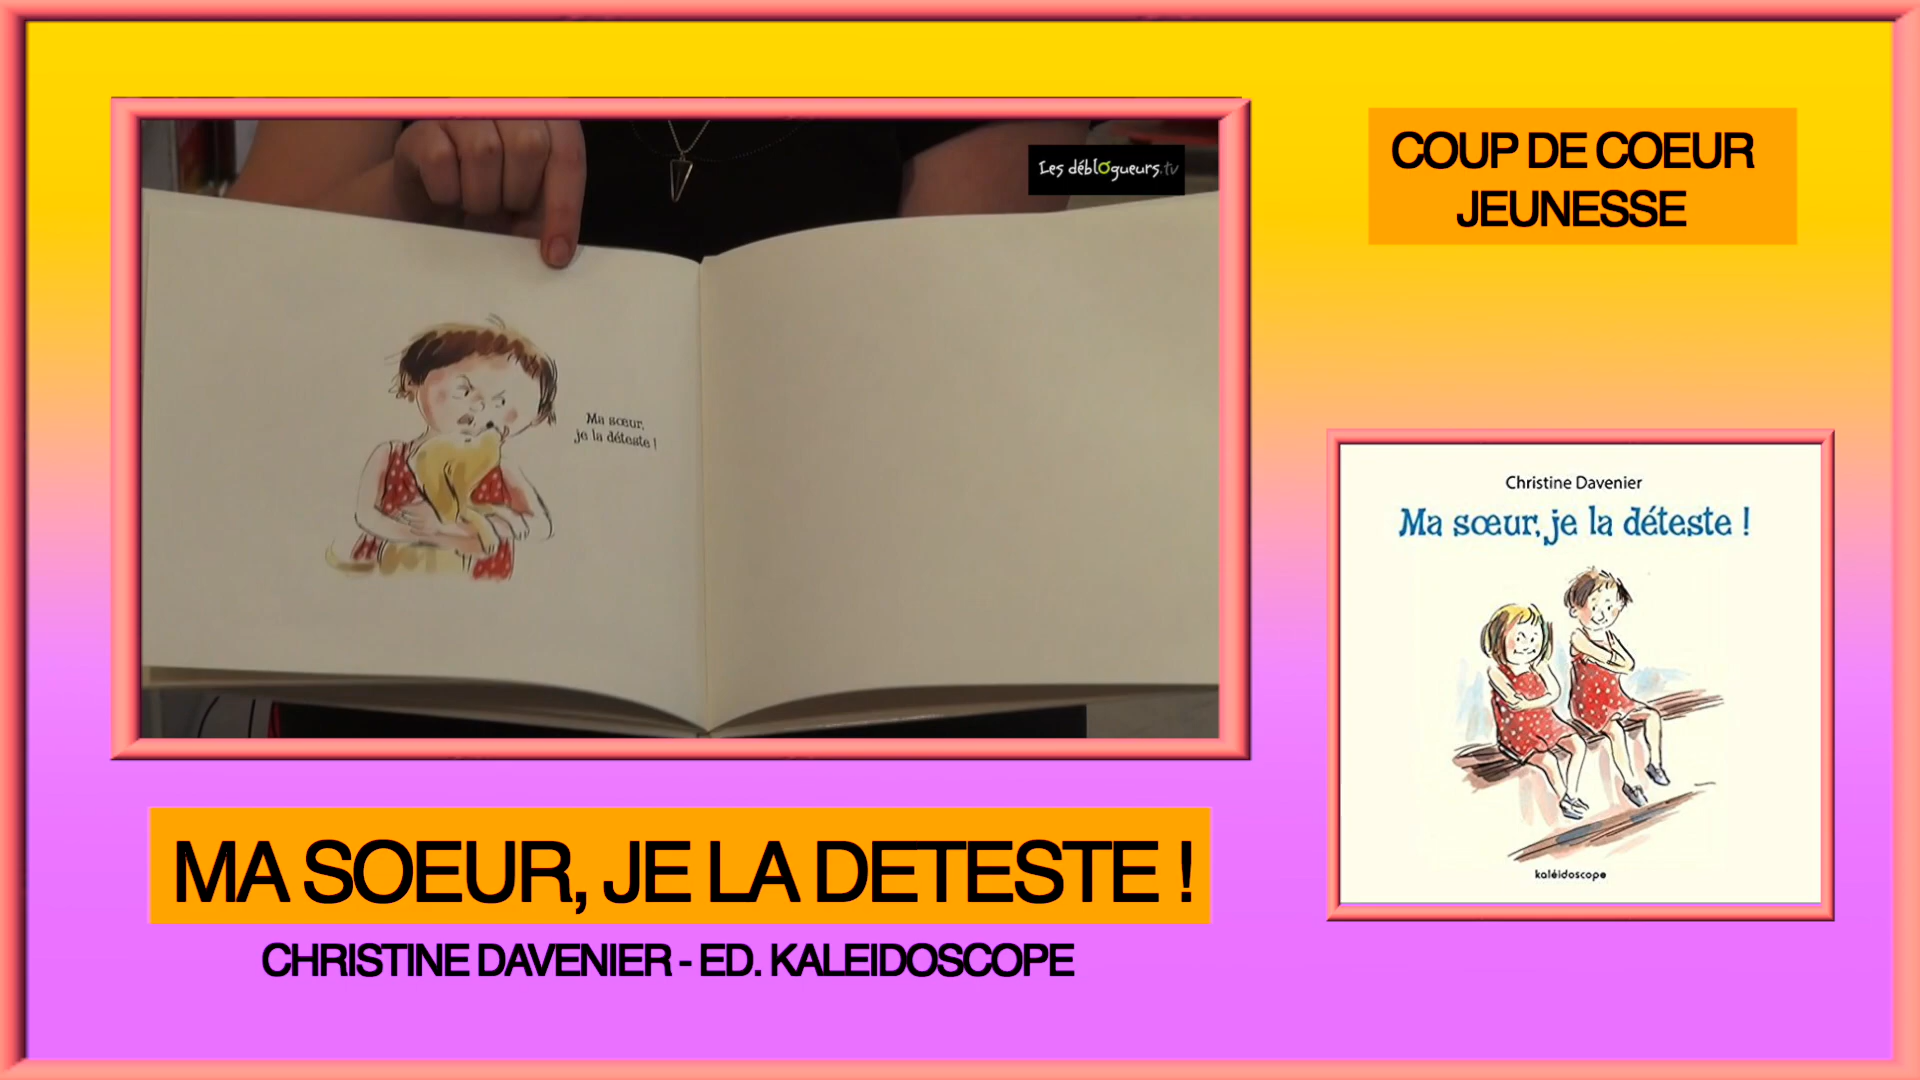 Les déblogueurs.tv
COUP DE COEUR
JEUNESSE
Ma sœur,
je la déteste !
Christine Davenier
Ma sœur, je la déteste !
kaléidoscope
MA SOEUR, JE LA DETESTE !
CHRISTINE DAVENIER - ED. KALEIDOSCOPE